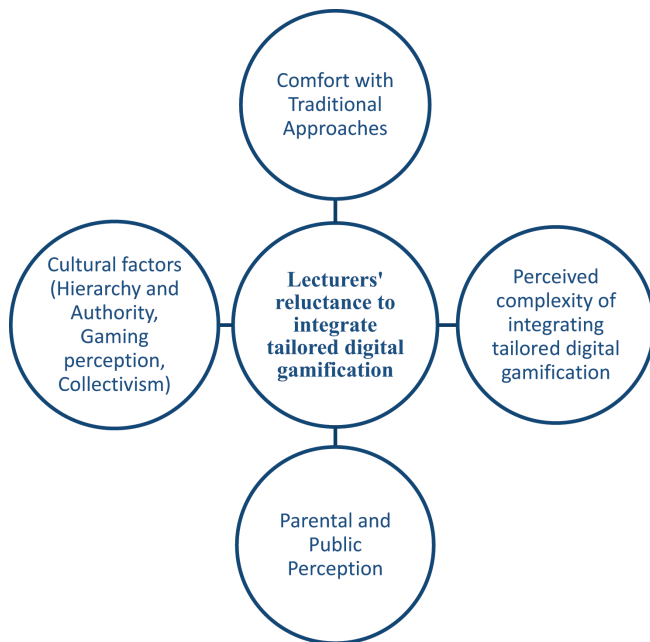 Comfort with
Traditional
Approaches
Cultural factors
(Hierarchy and
Authority,
Gaming
perception,
Collectivism)
Lecturers'
reluctance to
integrate
tailored digital
gamification
Perceived
complexity of
integrating
tailored digital
gamification
Parental and
Public
Perception